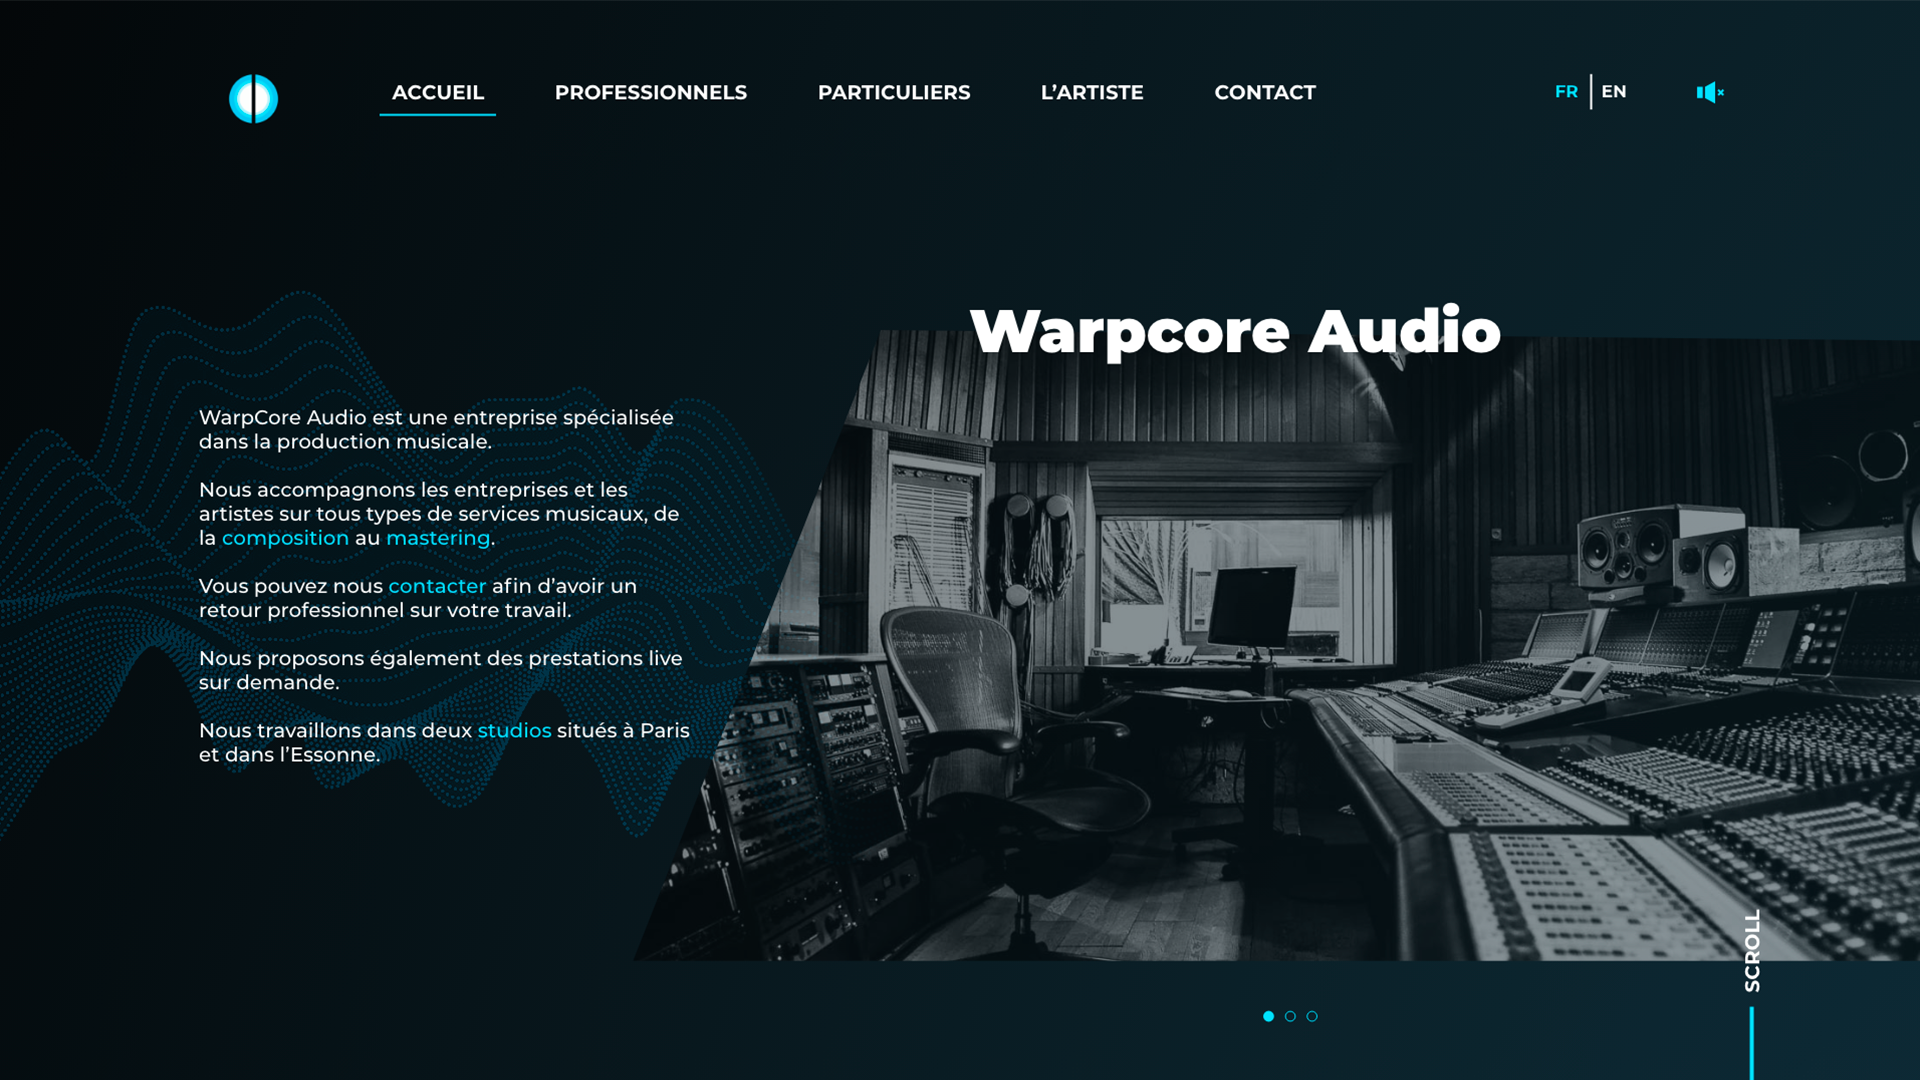 ACCUEIL
PROFESSIONNELS
PARTICULIERS
L’ARTISTE
CONTACT
FR
EN
Warpcore Audio
WarpCore Audio est une entreprise spécialisée
dans la production musicale.
Nous accompagnons les entreprises et les
artistes sur tous types de services musicaux, de
la composition au mastering.
Vous pouvez nous contacter afin d’avoir un
retour professionnel sur votre travail.
Nous proposons également des prestations live
sur demande.
Nous travaillons dans deux studios situés à Paris
et dans l’Essonne.
SCROLL